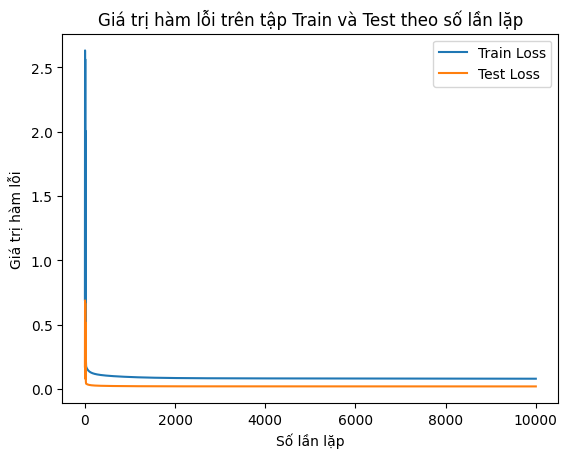 Giá trị hàm lỗi trên tập Train và Test theo số lần lặp
Train Loss
Test Loss
Giá trị hàm lỗi
2.5
2.0
1.5
1.0
0.5
0.0
0 2000 4000 6000 8000 10000
Số lần lặp